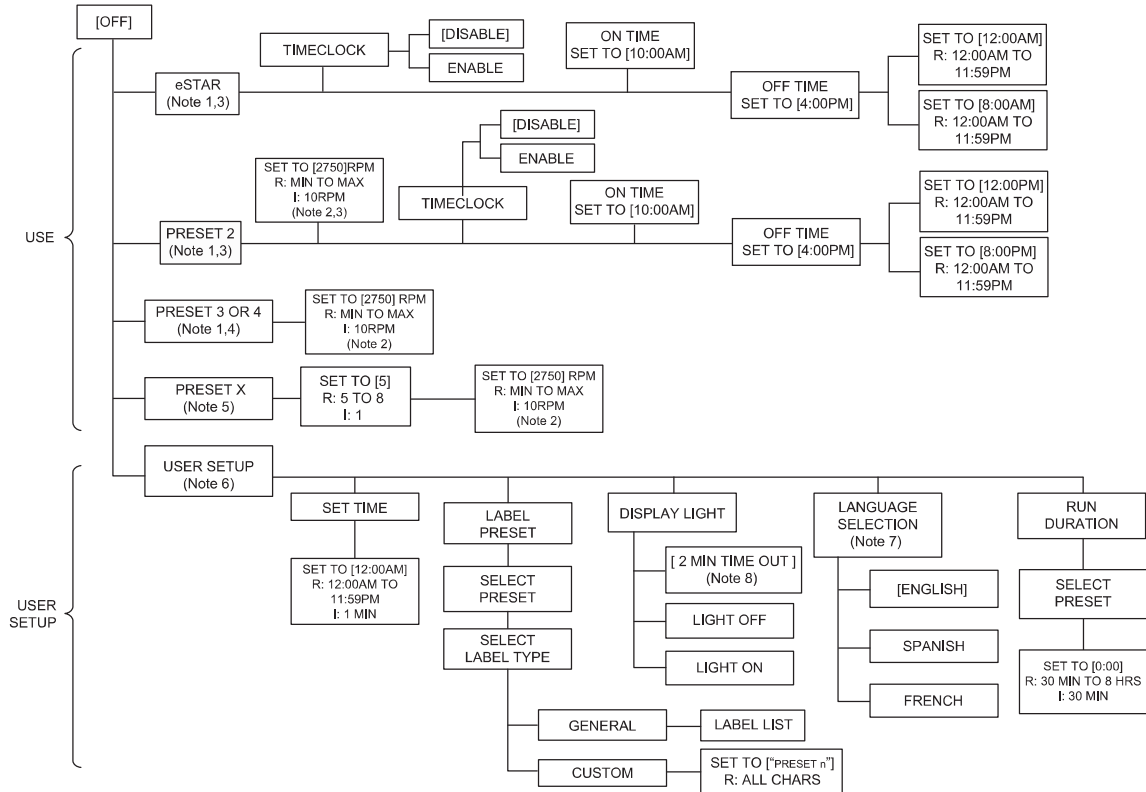 [OFF]
USE
eSTAR
(Note 1,3)
TIMECLOCK
[DISABLE]
ENABLE
ON TIME
SET TO [10:00AM]
OFF TIME
SET TO [4:00PM]
SET TO [12:00AM]
R: 12:00AM TO
11:59PM
SET TO [8:00AM]
R: 12:00AM TO
11:59PM
PRESET 2
(Note 1,3)
SET TO [2750]RPM
R: MIN TO MAX
I: 10RPM
(Note 2,3)
TIMECLOCK
[DISABLE]
ENABLE
ON TIME
SET TO [10:00AM]
OFF TIME
SET TO [4:00PM]
SET TO [12:00PM]
R: 12:00AM TO
11:59PM
SET TO [8:00PM]
R: 12:00AM TO
11:59PM
PRESET 3 OR 4
(Note 1,4)
SET TO [2750] RPM
R: MIN TO MAX
I: 10RPM
(Note 2)
PRESET X
(Note 5)
SET TO [5]
R: 5 TO 8
I: 1
SET TO [2750] RPM
R: MIN TO MAX
I: 10RPM
(Note 2)
USER
SETUP
USER SETUP
(Note 6)
SET TIME
SET TO [12:00AM]
R: 12:00AM TO
11:59PM
I: 1 MIN
LABEL
PRESET
SELECT
PRESET
SELECT
LABEL TYPE
GENERAL
LABEL LIST
CUSTOM
SET TO ["PRESET n"]
R: ALL CHARS
DISPLAY LIGHT
[ 2 MIN TIME OUT ]
(Note 8)
LIGHT OFF
LIGHT ON
LANGUAGE
SELECTION
(Note 7)
[ENGLISH]
SPANISH
FRENCH
RUN
DURATION
SELECT
PRESET
SET TO [0:00]
R: 30 MIN TO 8 HRS
I: 30 MIN